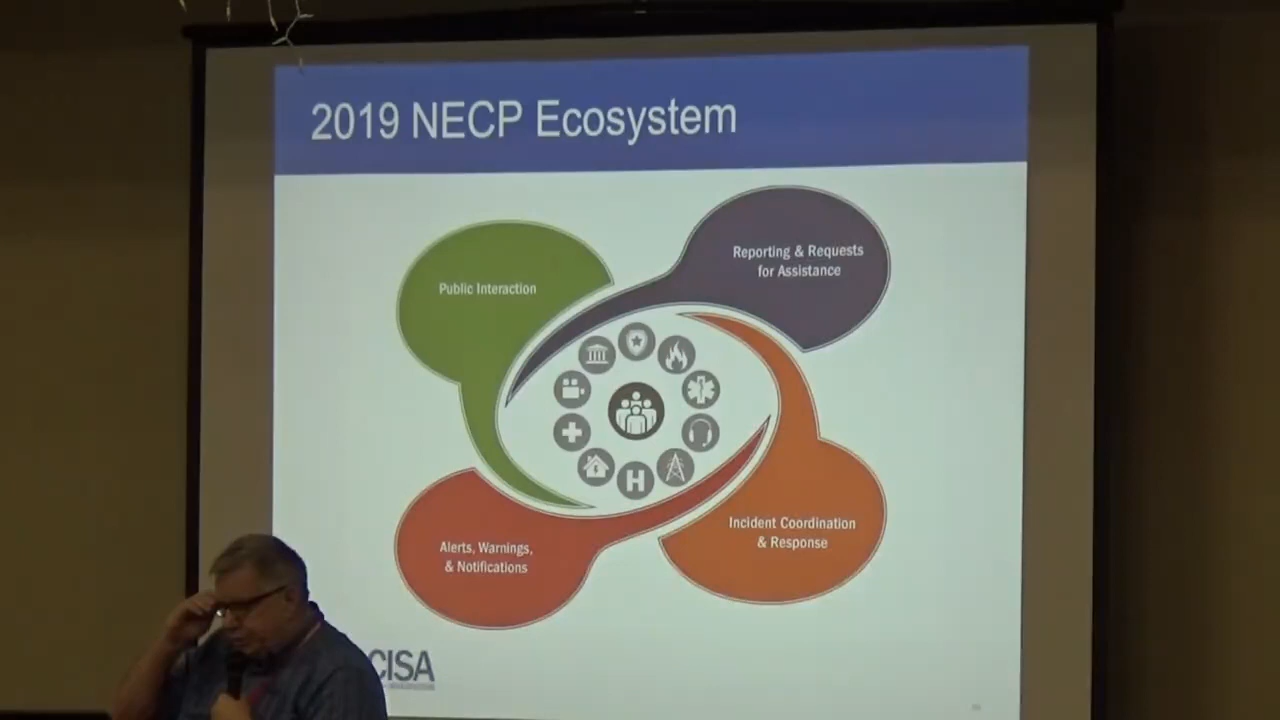 2019 NECP Ecosystem
Public Interaction
Reporting & Requests
for Assistance
Alerts, Warnings,
& Notifications
Incident Coordination
& Response
H
CISA